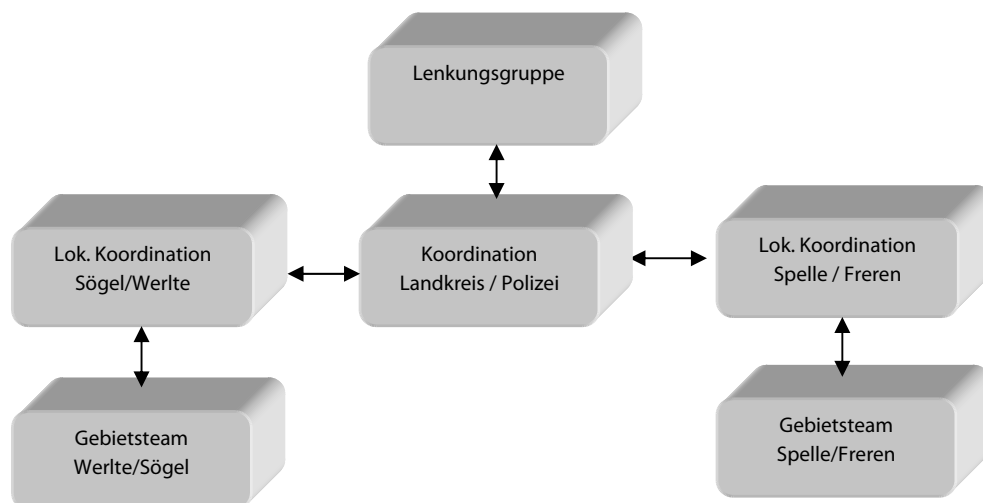 Lenkungsgruppe
Lok. Koordination
Sögel/Werlte
Koordination
Landkreis / Polizei
Lok. Koordination
Spelle / Freren
Gebietsteam
Werlte/Sögel
Gebietsteam
Spelle/Freren